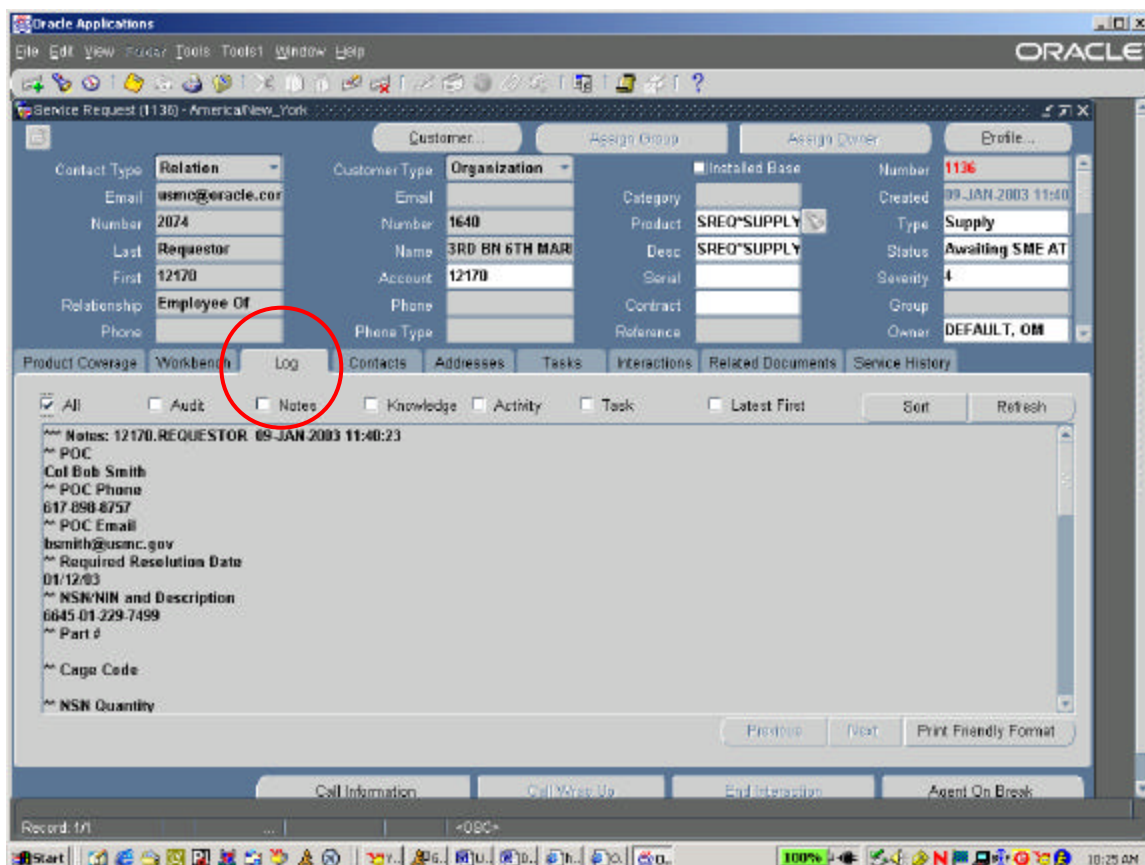 Oracle Applications
File Edit View Folder Tools Tools1 Window Help
ORACLE
Service Request (1136) - America/New_York
Customer... Assign Group Assign Owner Profile...
Contact Type Relation Customer Type Organization Installed Base Number 1136
Email usmc@oracle.cor Email Category Created 09-JAN-2003 11:40
Number 2074 Number 1640 Product SREQ*SUPPLY Type Supply
Last Requestor Name 3RD BN 6TH MARI Desc SREQ*SUPPLY Status Awaiting SME AT
First 12170 Account 12170 Serial Severity 4
Relationship Employee Of Phone Contract Group
Phone Phone Type Reference Owner DEFAULT, OM
Product Coverage Workbench Log Contacts Addresses Tasks Interactions Related Documents Service History
All Audit Notes Knowledge Activity Task Latest First Sort Refresh
*** Notes: 12170.REQUESTOR 09-JAN-2003 11:40:23
^^ POC
Col Bob Smith
^^ POC Phone
617-898-8757
^^ POC Email
bsmith@usmc.gov
^^ Required Resolution Date
01/12/03
^^ NSN/NIN and Description
6645-01-229-7499
^^ Part #
^^ Cage Code
^^ NSN Quantity
Previous Next Print Friendly Format
Call Information Call Wrap Up End Interaction Agent On Break
Record: 1/1 ... <OSC>
Start 100% 10:25 AM